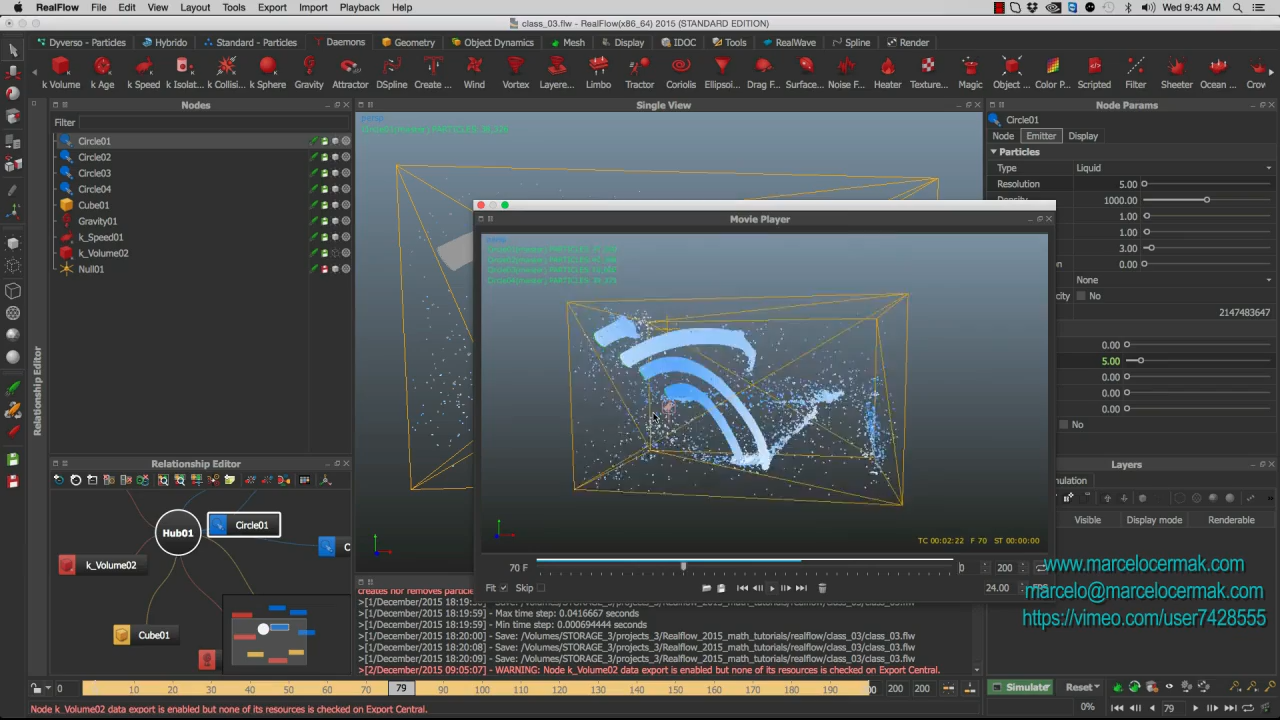 RealFlow File Edit View Layout Tools Export Import Playback Help
Wed 9:43 AM
class_03.flw - RealFlow(x86_64) 2015 (STANDARD EDITION)
Dyverso - Particles Hybrido Standard - Particles Daemons Geometry Object Dynamics Mesh Display IDOC Tools RealWave Spline Render
k Volume k Age k Speed k Isolat... k Collisi... k Sphere Gravity Attractor DSpline Create ... Wind Vortex Layere... Limbo Tractor Coriolis Ellipsoi... Drag F... Surface... Noise F... Heater Texture... Magic Object ... Color P... Scripted Filter Sheeter Ocean ... Crov
Nodes
Single View
Node Params
Filter
persp
Circle01
Node Emitter Display
Circle01
Circle02
Circle03
Circle04
Cube01
Gravity01
k_Speed01
k_Volume02
Null01
Particles
Type Liquid
Resolution 5.00
Density 1000.00
1.00
1.00
3.00
0.00
None
No
2147483647
0.00
5.00
0.00
0.00
0.00
No
Movie Player
persp
TC 00:02:22 F 70 ST 00:00:00
70 F
200
Fit Skip
24.00
Relationship Editor
Relationship Editor
Hub01
Circle01
k_Volume02
Cube01
Layers
Visible Display mode Renderable
www.marcelocermak.com
marcelo@marcelocermak.com
https://vimeo.com/user7428555
>[1/December/2015 18:19:59] - Max time step: 0.0416667
>[1/December/2015 18:19:59] - Min time step: 0.000694444
>[1/December/2015 18:20:00] - Save: /Volumes/STORAGE_3/projects_3/Realflow_2015_math_tutorials/realflow/class_03/class_03.flw
>[1/December/2015 18:20:08] - Save: /Volumes/STORAGE_3/projects_3/Realflow_2015_math_tutorials/realflow/class_03/class_03.flw
>[1/December/2015 18:20:09] - Save: /Volumes/STORAGE_3/projects_3/Realflow_2015_math_tutorials/realflow/class_03/class_03.flw
>[1/December/2015 09:05:07] - WARNING: Node k_Volume02 data export is enabled but none of its resources is checked on Export Central.
0 0 10 20 30 40 50 60 70 79 90 100 110 120 130 140 150 160 170 180 190 200 200
Simulate Reset
Node k_Volume02 data export is enabled but none of its resources is checked on Export Central.
0% 79